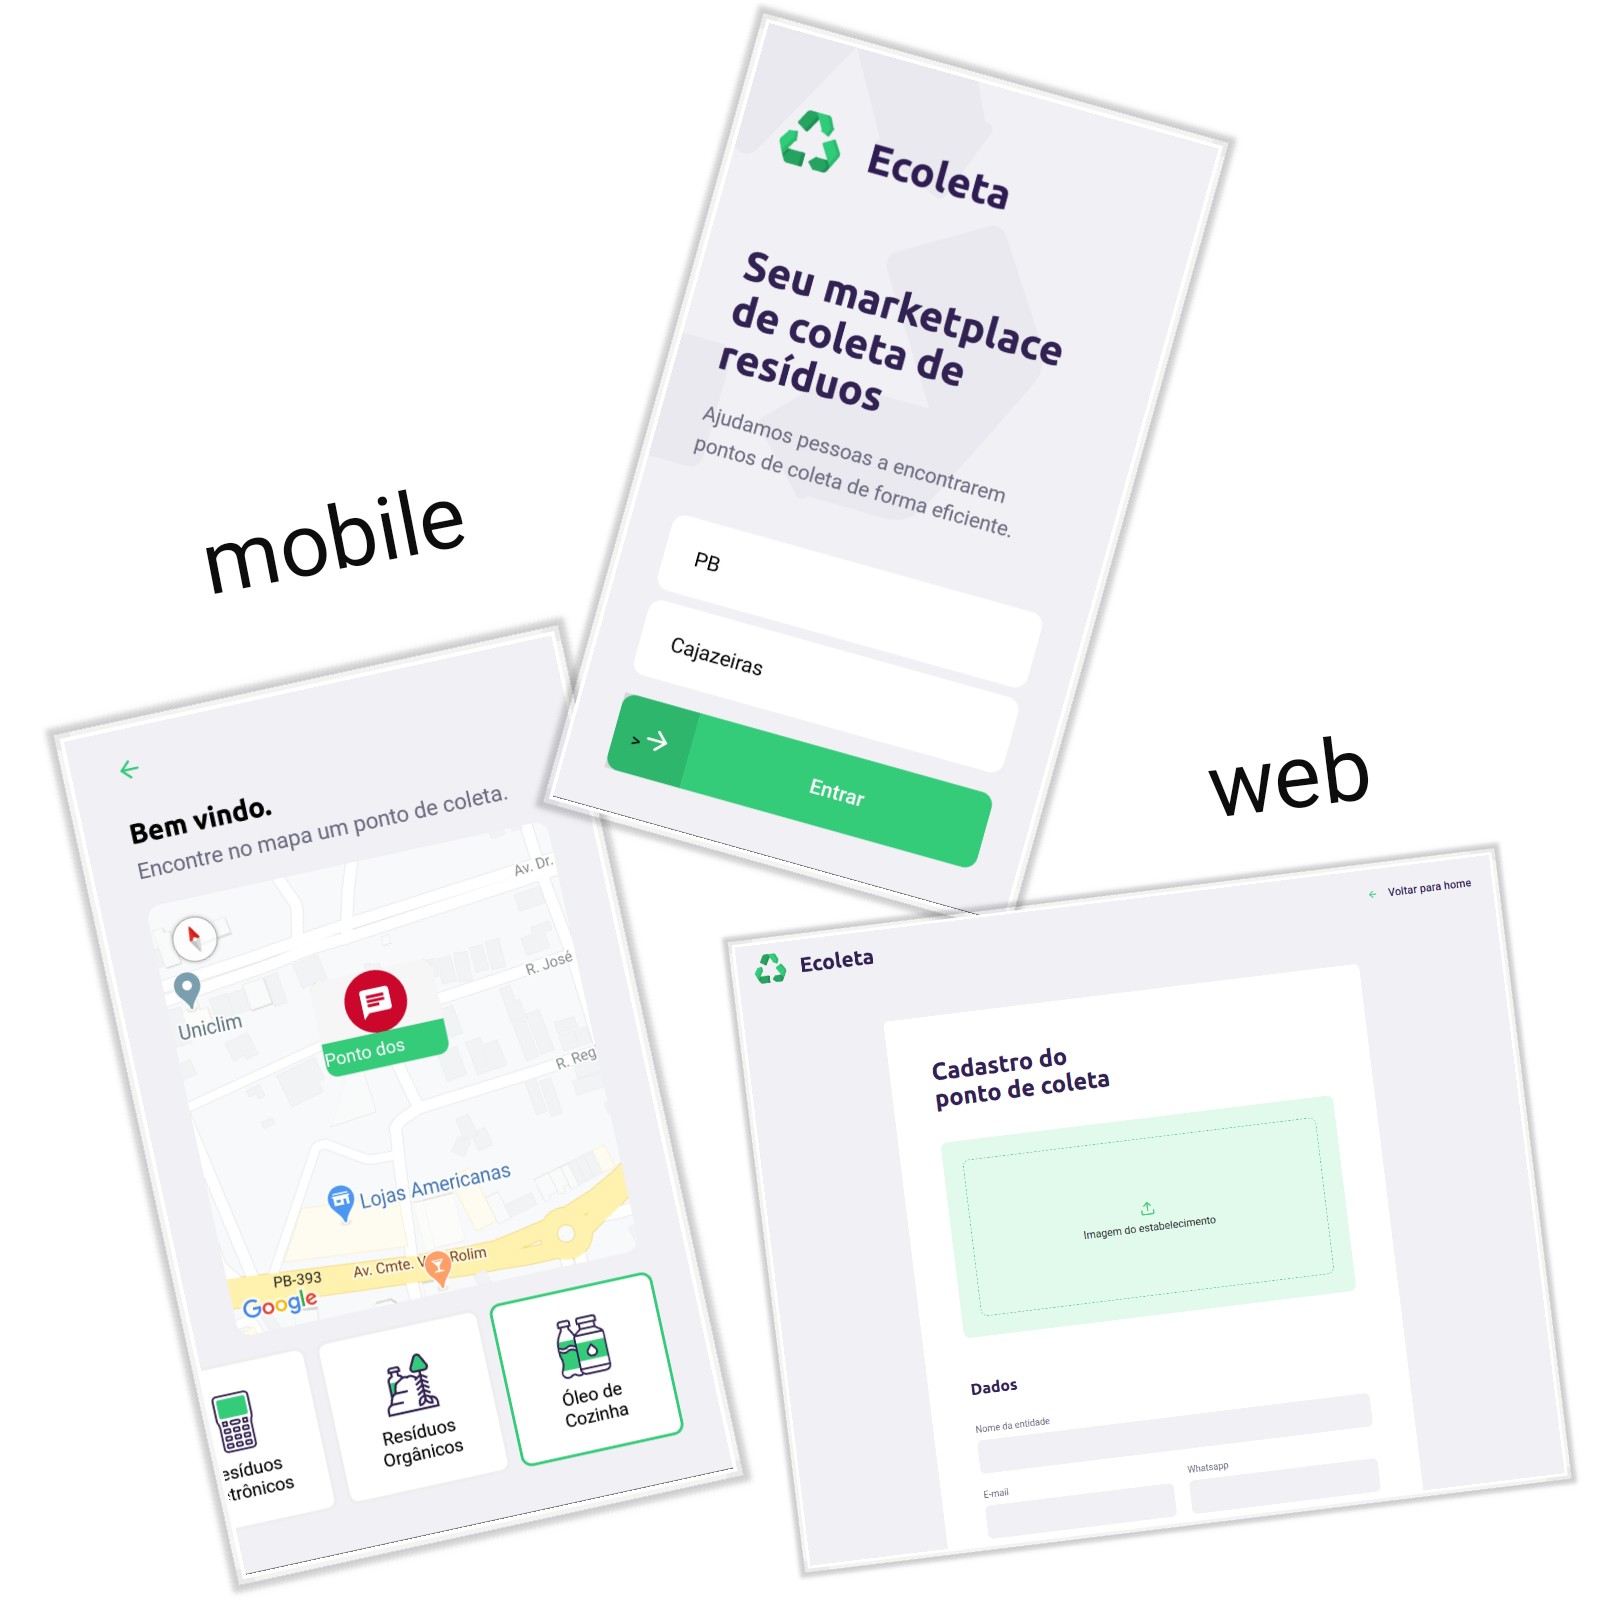 Ecoleta
Seu marketplace
de coleta de
resíduos
Ajudamos pessoas a encontrarem
pontos de coleta de forma eficiente.
PB
Cajazeiras
>
Entrar
mobile
Bem vindo.
Encontre no mapa um ponto de coleta.
Av. Dr.
R. José
Uniclim
Ponto dos
R. Reg
Lojas Americanas
Av. Cmte. V Rolim
PB-393
Google
esíduos
trônicos
Resíduos
Orgânicos
Óleo de
Cozinha
web
Voltar para home
Ecoleta
Cadastro do
ponto de coleta
Imagem do estabelecimento
Dados
Nome da entidade
E-mail
Whatsapp